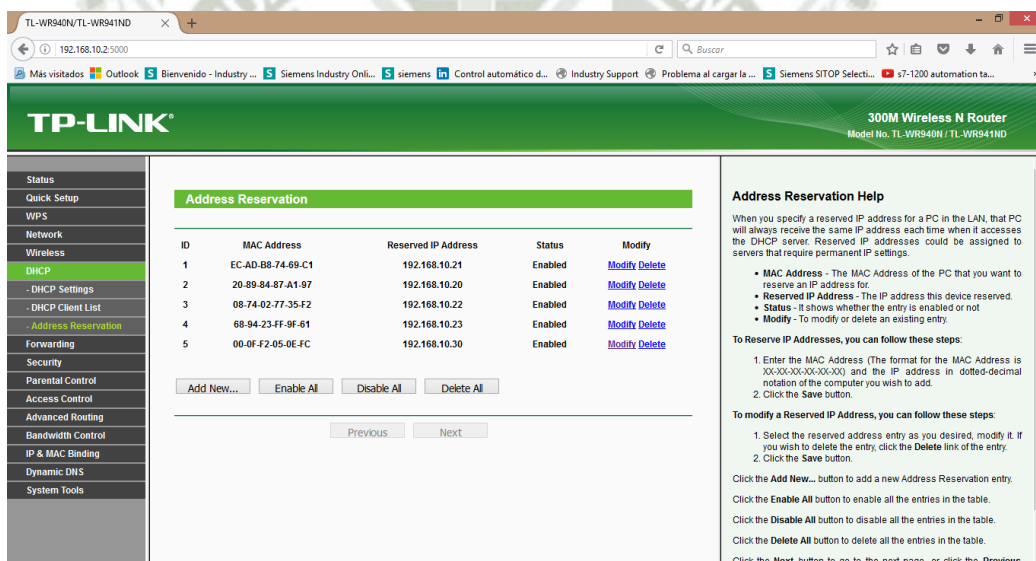 TL-WR940N/TL-WR941ND
192.168.10.2:5000
Buscar
Más visitados Outlook Bienvenido - Industry ... Siemens Industry Onli... siemens Control automático d... Industry Support Problema al cargar la ... Siemens SITOP Selecti... s7-1200 automation ta...
TP-LINK®
300M Wireless N Router
Model No. TL-WR940N / TL-WR941ND
Status
Quick Setup
WPS
Network
Wireless
DHCP
- DHCP Settings
- DHCP Client List
- Address Reservation
Forwarding
Security
Parental Control
Access Control
Advanced Routing
Bandwidth Control
IP & MAC Binding
Dynamic DNS
System Tools
Address Reservation
ID MAC Address Reserved IP Address Status Modify
1 EC-AD-B8-74-69-C1 192.168.10.21 Enabled Modify Delete
2 20-89-84-87-A1-97 192.168.10.20 Enabled Modify Delete
3 08-74-02-77-35-F2 192.168.10.22 Enabled Modify Delete
4 68-94-23-FF-9F-61 192.168.10.23 Enabled Modify Delete
5 00-0F-F2-05-0E-FC 192.168.10.30 Enabled Modify Delete
Add New... Enable All Disable All Delete All
Previous Next
Address Reservation Help
When you specify a reserved IP address for a PC in the LAN, that PC
will always receive the same IP address each time when it accesses
the DHCP server. Reserved IP addresses could be assigned to
servers that require permanent IP settings.
• MAC Address - The MAC Address of the PC that you want to
reserve an IP address for.
• Reserved IP Address - The IP address this device reserved.
• Status - It shows whether the entry is enabled or not
• Modify - To modify or delete an existing entry.
To Reserve IP Addresses, you can follow these steps:
1. Enter the MAC Address (The format for the MAC Address is
XX-XX-XX-XX-XX-XX) and the IP address in dotted-decimal
notation of the computer you wish to add.
2. Click the Save button.
To modify a Reserved IP Address, you can follow these steps:
1. Select the reserved address entry as you desired, modify it. If
you wish to delete the entry, click the Delete link of the entry.
2. Click the Save button.
Click the Add New... button to add a new Address Reservation entry.
Click the Enable All button to enable all the entries in the table.
Click the Disable All button to disable all the entries in the table.
Click the Delete All button to delete all the entries in the table.
Click the Next button to go to the next page, or click the Previous